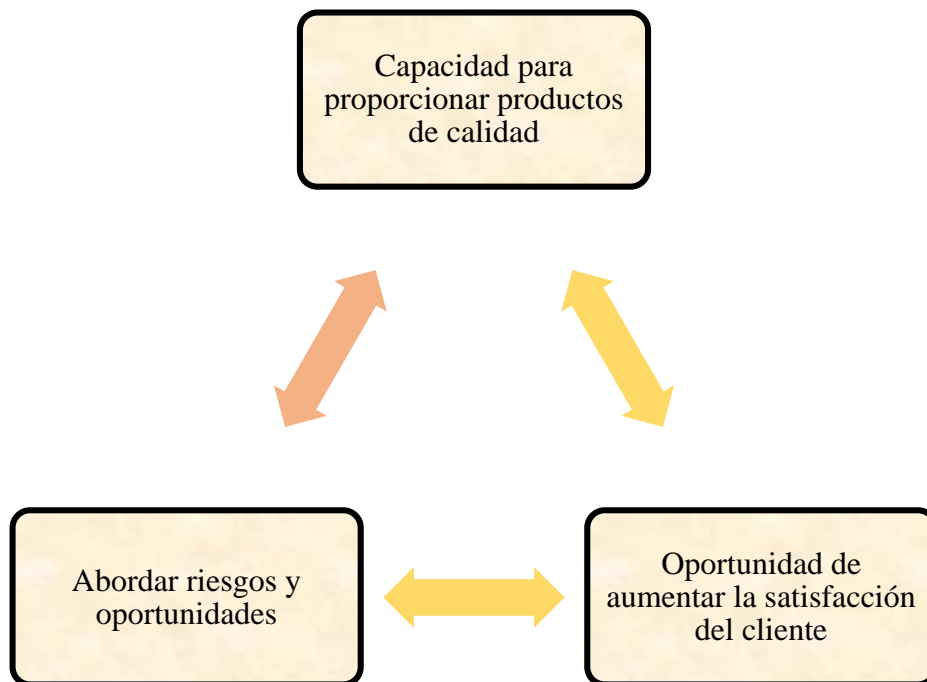 Capacidad para
proporcionar productos
de calidad
Abordar riesgos y
oportunidades
Oportunidad de
aumentar la satisfacción
del cliente